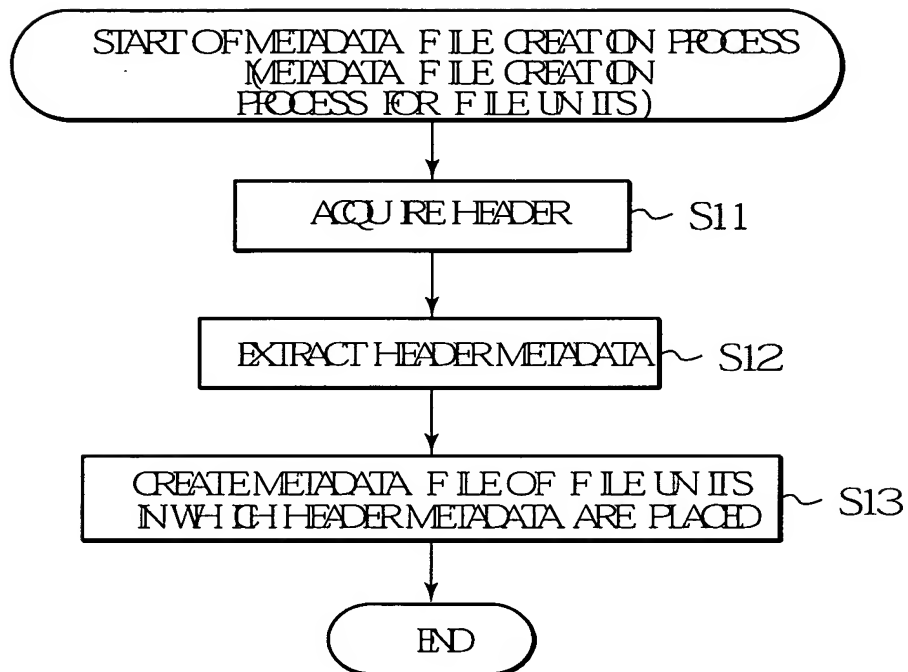 START OF METADATA FILE CREATION PROCESS
(METADATA FILE CREATION
PROCESS FOR FILE UNITS)
ACQUIRE HEADER
S11
EXTRACT HEADER METADATA
S12
CREATE METADATA FILE OF FILE UNITS
IN WHICH HEADER METADATA ARE PLACED
S13
END